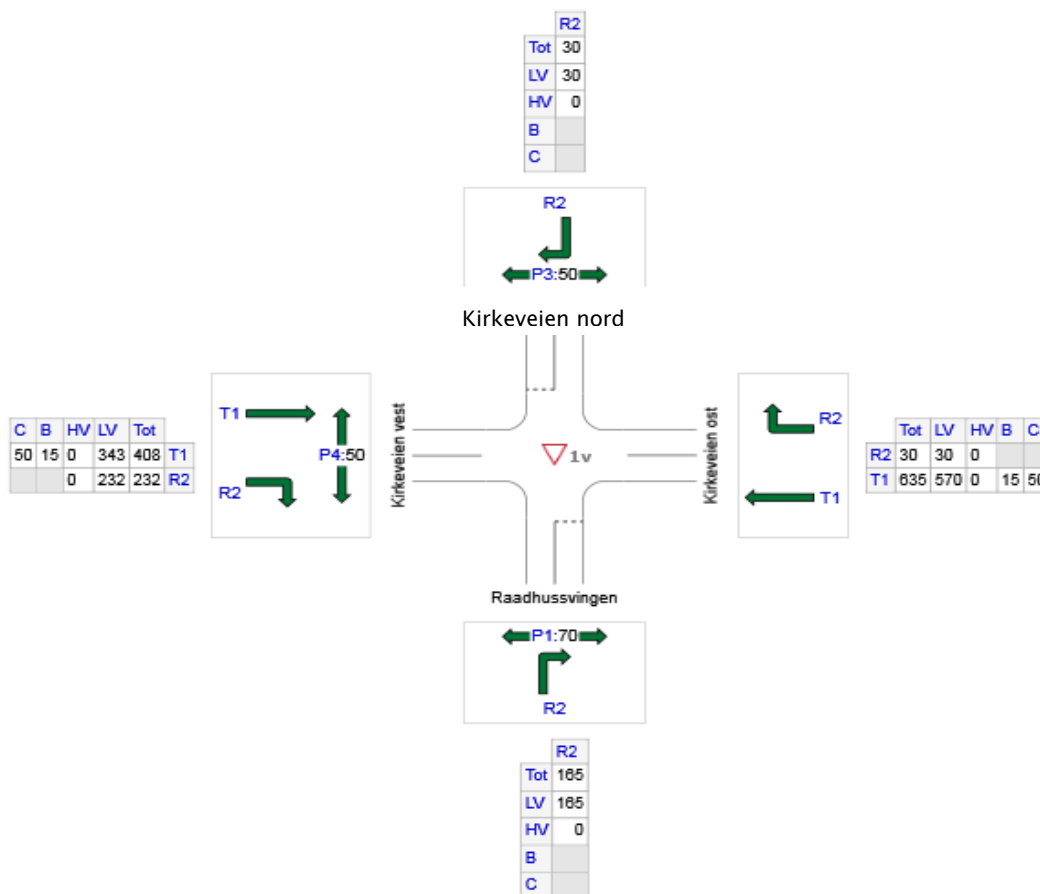 R2
Tot 30
LV 30
HV 0
B
C
R2
P3:50
Kirkeveien nord
T1
P4:50
R2
C B HV LV Tot
50 15 0 343 408 T1
0 232 232 R2
Kirkeveien vest
1v
Kirkeveien ost
R2
T1
Tot LV HV B C
R2 30 30 0
T1 635 570 0 15
Raadhussvingen
P1:70
R2
R2
Tot 165
LV 165
HV 0
B
C